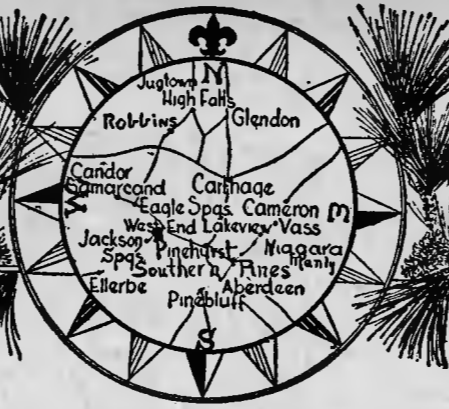 N
Jugtown
High Falls
Robbins
Glendon
Candor
Samarcand
Carthage
W
Eagle Spgs.
Cameron
E
West End
Lakeview
Vass
Jackson
Spgs.
Pinehurst
Niagara
Manly
Southern Pines
Ellerbe
Aberdeen
Pinebluff
S